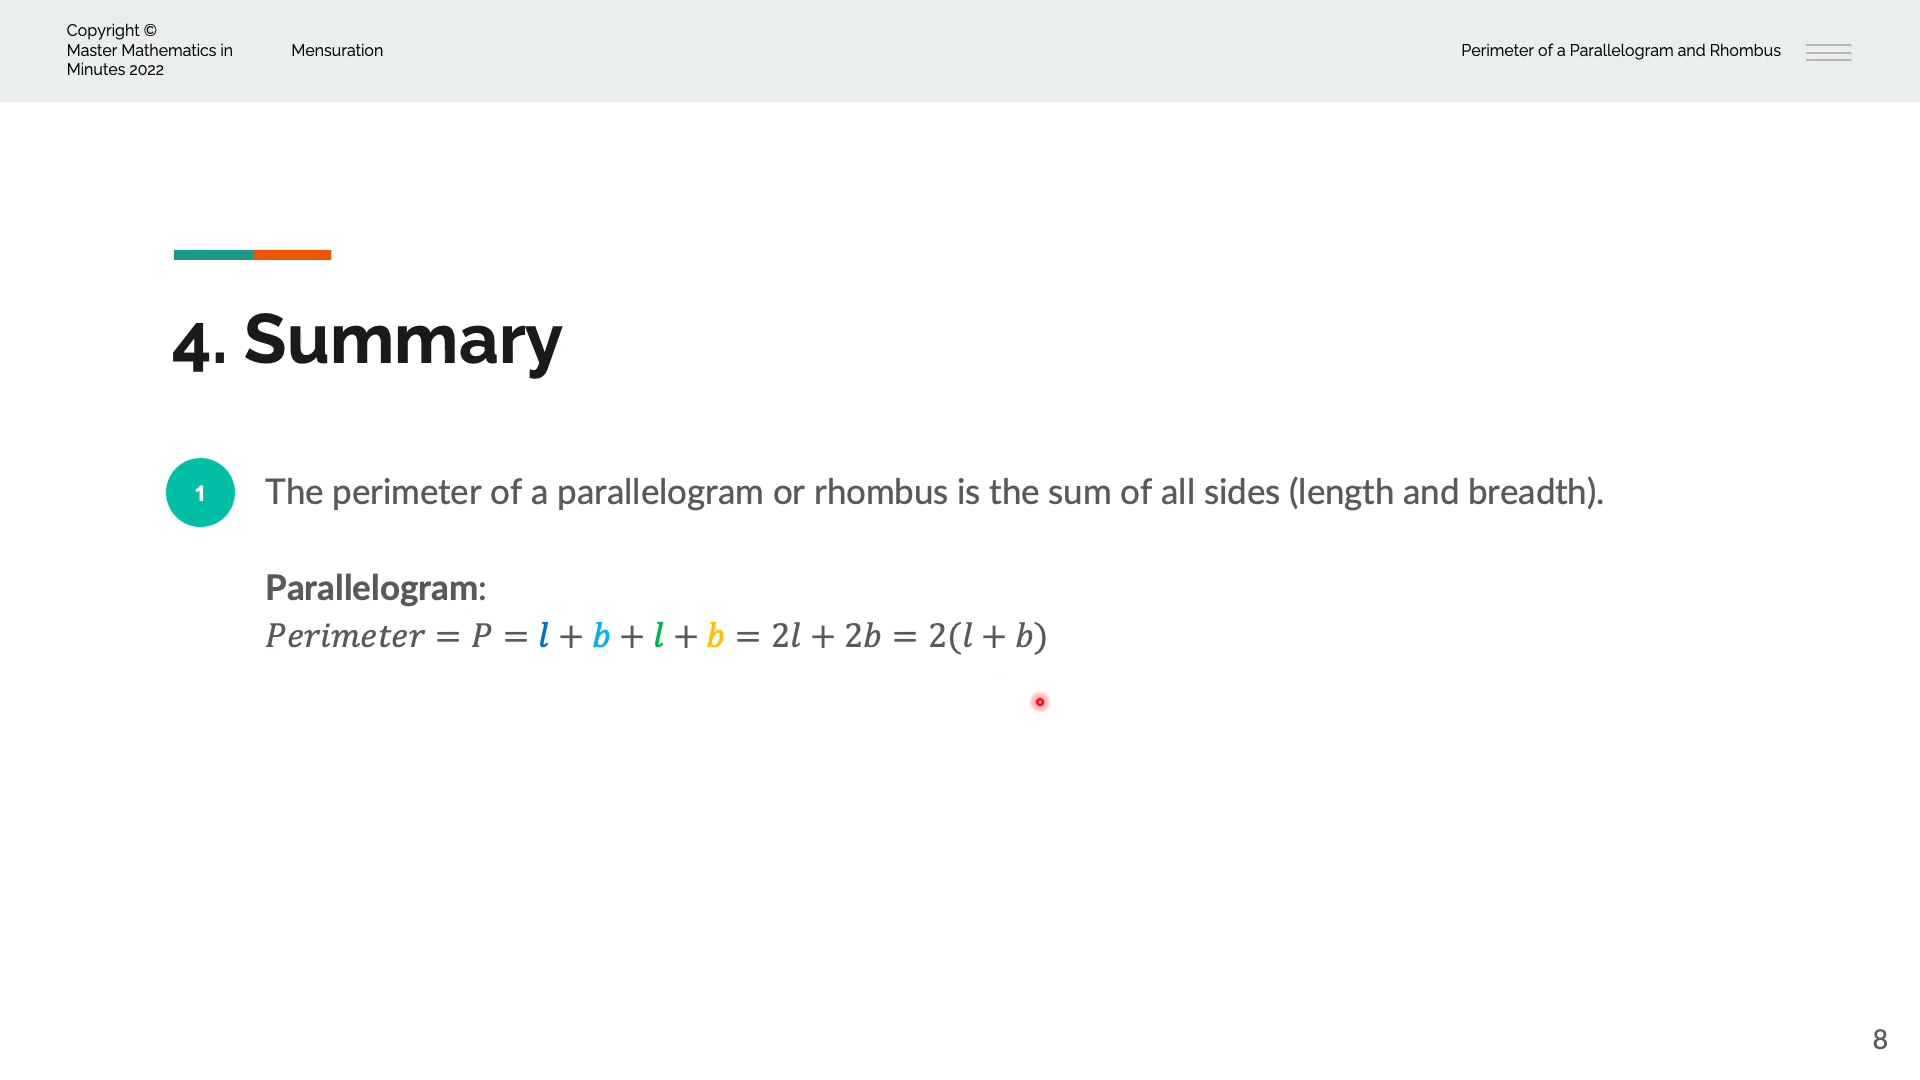 Copyright ©
Master Mathematics in
Minutes 2022
Mensuration
Perimeter of a Parallelogram and Rhombus
4. Summary
1
The perimeter of a parallelogram or rhombus is the sum of all sides (length and breadth).
Parallelogram:
Perimeter = P = l + b + l + b = 2l + 2b = 2(l + b)
8